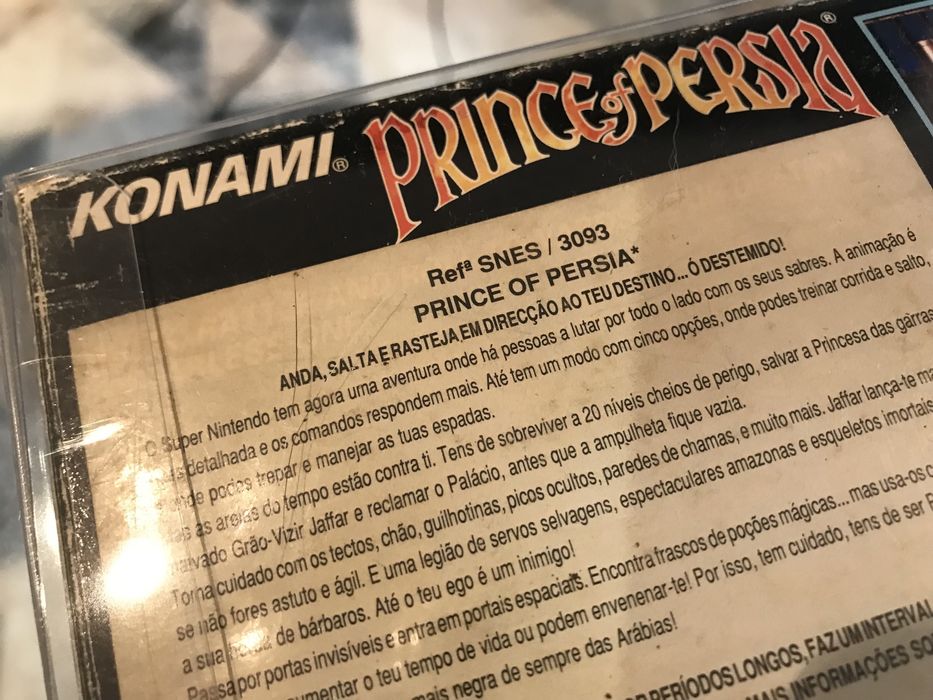 KONAMI®
PRINCE of PERSIA®
Refª SNES / 3093
PRINCE OF PERSIA*
ANDA, SALTA E RASTEJA EM DIRECÇÃO AO TEU DESTINO...Ó DESTEMIDO!
O Super Nintendo tem agora uma aventura onde há pessoas a lutar por todo o lado com os seus sabres. A animação é
detalhada e os comandos respondem mais. Até tem um modo com cinco opções, onde podes treinar corrida e salto,
podes trepar e manejar as tuas espadas.
as areias do tempo estão contra ti. Tens de sobreviver a 20 níveis cheios de perigo, salvar a Princesa das garras
Grão-Vizir Jaffar e reclamar o Palácio, antes que a ampulheta fique vazia.
Toma cuidado com os tectos, chão, guilhotinas, picos ocultos, paredes de chamas, e muito mais. Jaffar lança-te
se não fores astuto e ágil. E uma legião de servos selvagens, espectaculares amazonas e esqueletos imortais
a sua de bárbaros. Até o teu ego é um inimigo!
Passa por portas invisíveis e entra em portais espaciais. Encontra frascos de poções mágicas...mas usa-os
aumentar o teu tempo de vida ou podem envenenar-te! Por isso, tem cuidado, tens de ser
mais negra de sempre das Arábias!
PERÍODOS LONGOS, FAZ UM INTERVAL
MAIS INFORMAÇÕES SO